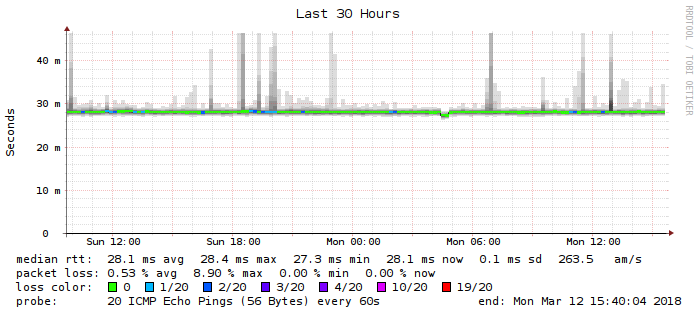 Last 30 Hours
RRDTOOL / TOBI OETIKER
Seconds
40 m
30 m
20 m
10 m
0
Sun 12:00 Sun 18:00 Mon 00:00 Mon 06:00 Mon 12:00
median rtt: 28.1 ms avg 28.4 ms max 27.3 ms min 28.1 ms now 0.1 ms sd 263.5 am/s
packet loss: 0.53 % avg 8.90 % max 0.00 % min 0.00 % now
loss color: 0 1/20 2/20 3/20 4/20 10/20 19/20
probe: 20 ICMP Echo Pings (56 Bytes) every 60s end: Mon Mar 12 15:40:04 2018